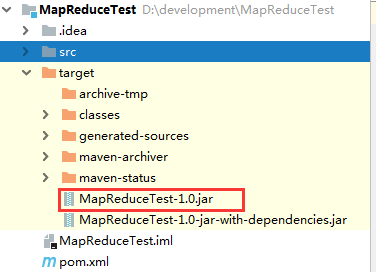 MapReduceTest D:\development\MapReduceTest
.idea
src
target
archive-tmp
classes
generated-sources
maven-archiver
maven-status
MapReduceTest-1.0.jar
MapReduceTest-1.0-jar-with-dependencies.jar
MapReduceTest.iml
pom.xml